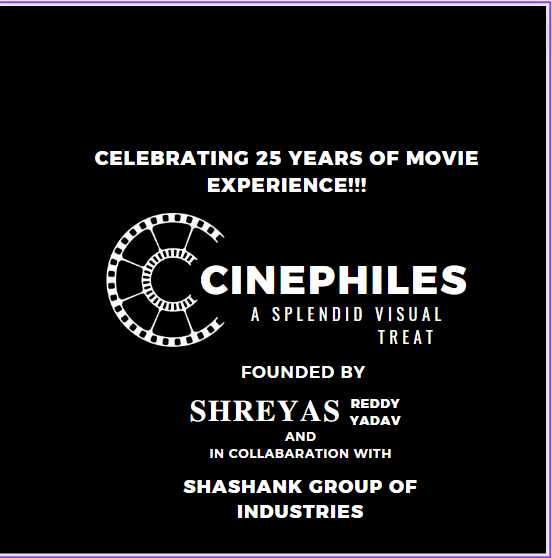 CELEBRATING 25 YEARS OF MOVIE
EXPERIENCE!!!
CINEPHILES
A SPLENDID VISUAL
TREAT
FOUNDED BY
SHREYAS REDDY
YADAV
AND
IN COLLABARATION WITH
SHASHANK GROUP OF
INDUSTRIES